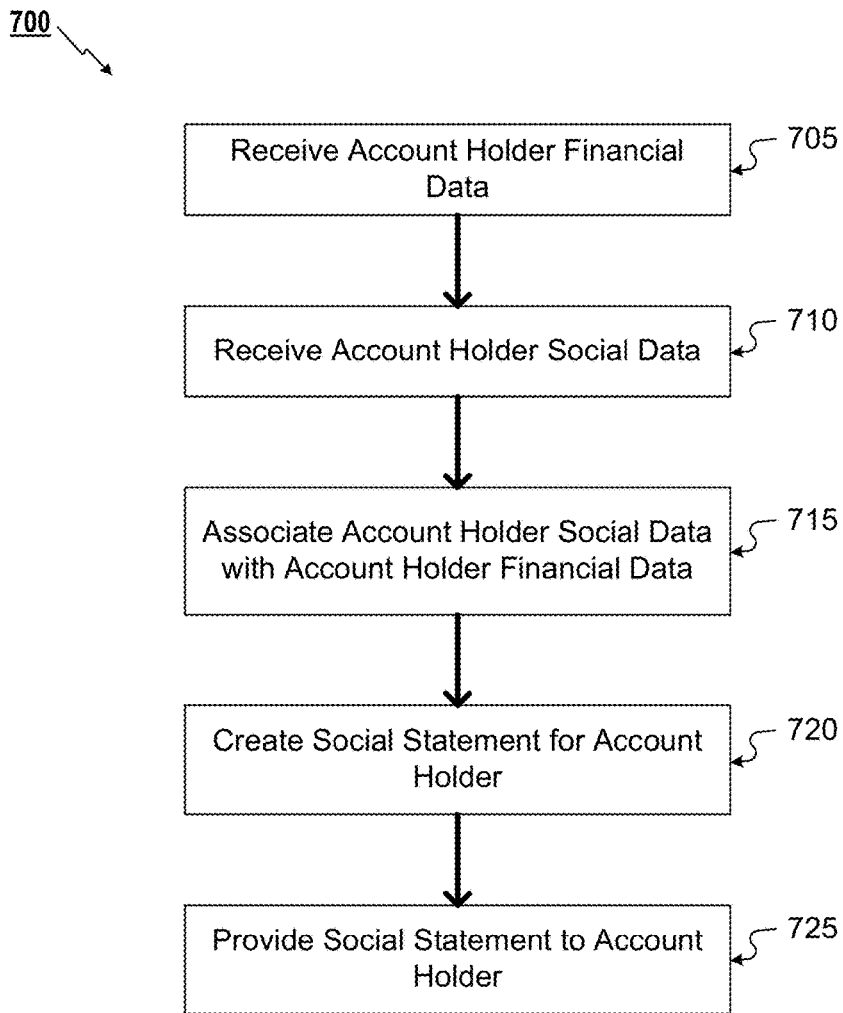 700
Receive Account Holder Financial
Data
705
Receive Account Holder Social Data
710
Associate Account Holder Social Data
with Account Holder Financial Data
715
Create Social Statement for Account
Holder
720
Provide Social Statement to Account
Holder
725